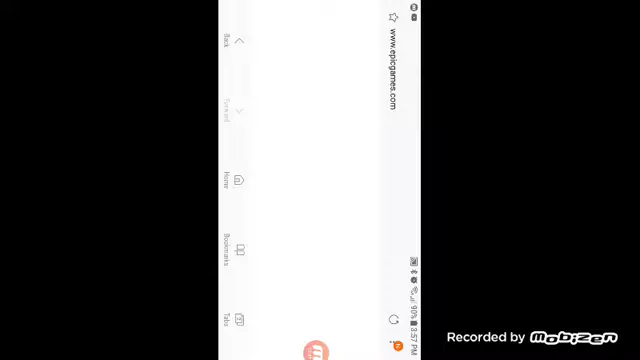 90% 3:57 PM
www.epicgames.com
Back
Forward
Home
Bookmarks
Tabs
Recorded by Mobizen